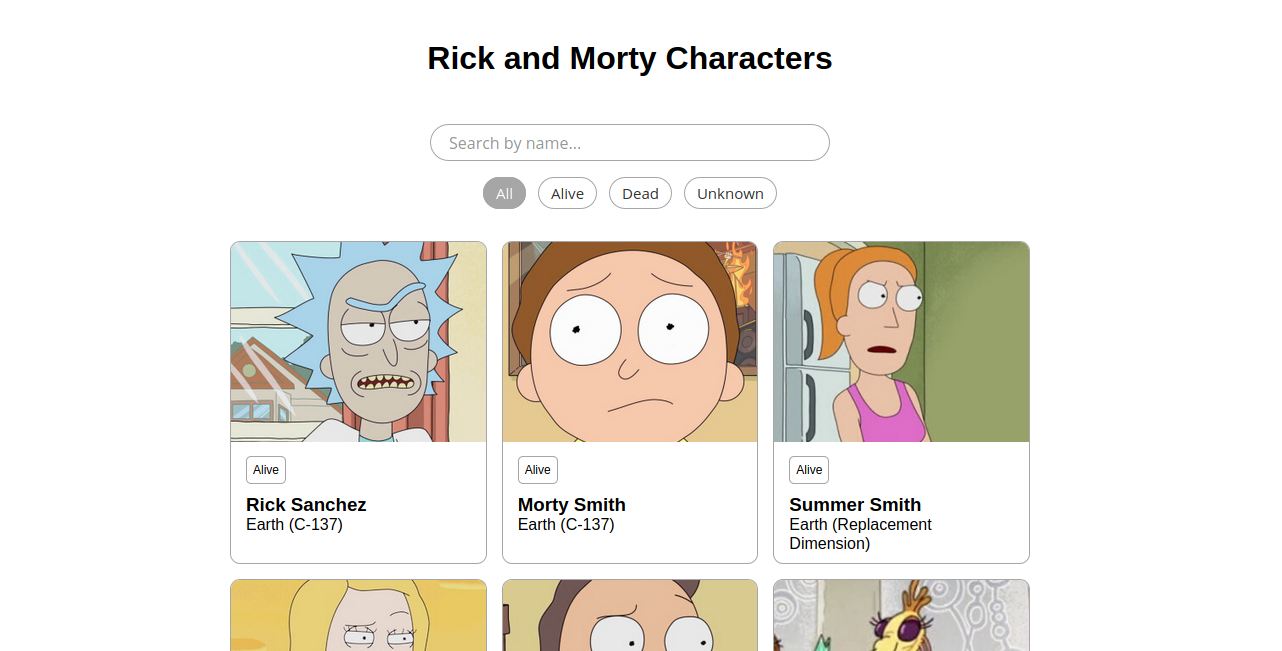 Rick and Morty Characters
Search by name...
All Alive Dead Unknown
Alive Alive Alive
Rick Sanchez Morty Smith Summer Smith
Earth (C-137) Earth (C-137) Earth (Replacement
Dimension)